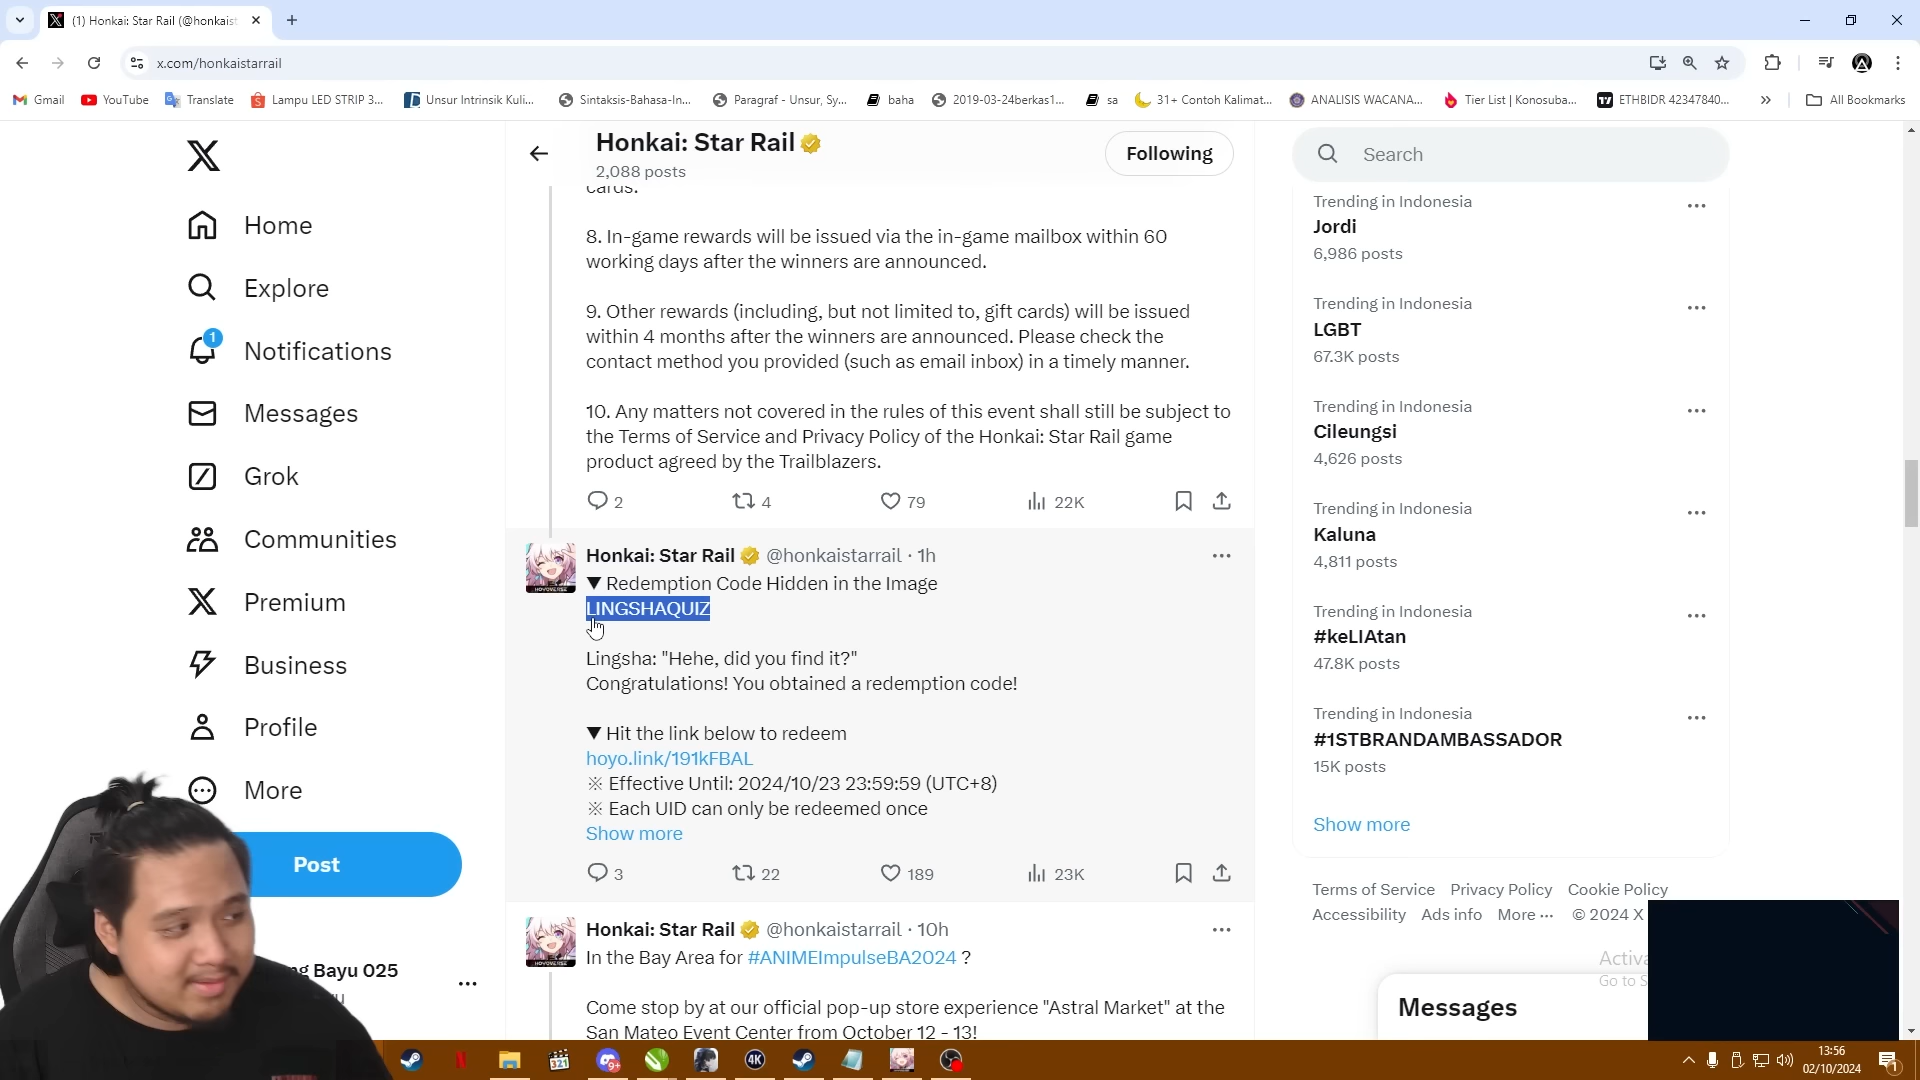 (1) Honkai: Star Rail (@honkaist
x.com/honkaistarrail
Gmail
YouTube
Translate
Lampu LED STRIP 3...
Unsur Intrinsik Kuli...
Sintaksis-Bahasa-In...
Paragraf - Unsur, Sy...
baha
2019-03-24berkas1...
sa
31+ Contoh Kalimat...
ANALISIS WACANA...
Tier List | Konosuba...
ETHBIDR 42347840...
All Bookmarks
Home
Explore
1
Notifications
Messages
Grok
Communities
Premium
Business
Profile
More
Post
ng Bayu 025
Honkai: Star Rail
2,088 posts
Following
cards.
8. In-game rewards will be issued via the in-game mailbox within 60
working days after the winners are announced.
9. Other rewards (including, but not limited to, gift cards) will be issued
within 4 months after the winners are announced. Please check the
contact method you provided (such as email inbox) in a timely manner.
10. Any matters not covered in the rules of this event shall still be subject to
the Terms of Service and Privacy Policy of the Honkai: Star Rail game
product agreed by the Trailblazers.
2 4 79 22K
Honkai: Star Rail @honkaistarrail · 1h
▼ Redemption Code Hidden in the Image
LINGSHAQUIZ
Lingsha: "Hehe, did you find it?"
Congratulations! You obtained a redemption code!
▼ Hit the link below to redeem
hoyo.link/191kFBAL
※ Effective Until: 2024/10/23 23:59:59 (UTC+8)
※ Each UID can only be redeemed once
Show more
3 22 189 23K
Honkai: Star Rail @honkaistarrail · 10h
In the Bay Area for #ANIMEImpulseBA2024 ?
Come stop by at our official pop-up store experience "Astral Market" at the
San Mateo Event Center from October 12 - 13!
Search
Trending in Indonesia
Jordi
6,986 posts
Trending in Indonesia
LGBT
67.3K posts
Trending in Indonesia
Cileungsi
4,626 posts
Trending in Indonesia
Kaluna
4,811 posts
Trending in Indonesia
#keLIAtan
47.8K posts
Trending in Indonesia
#1STBRANDAMBASSADOR
15K posts
Show more
Terms of Service Privacy Policy Cookie Policy
Accessibility Ads info More ··· © 2024 X
Activa
Go to S
Messages
321
9+
4K
13:56
02/10/2024
1